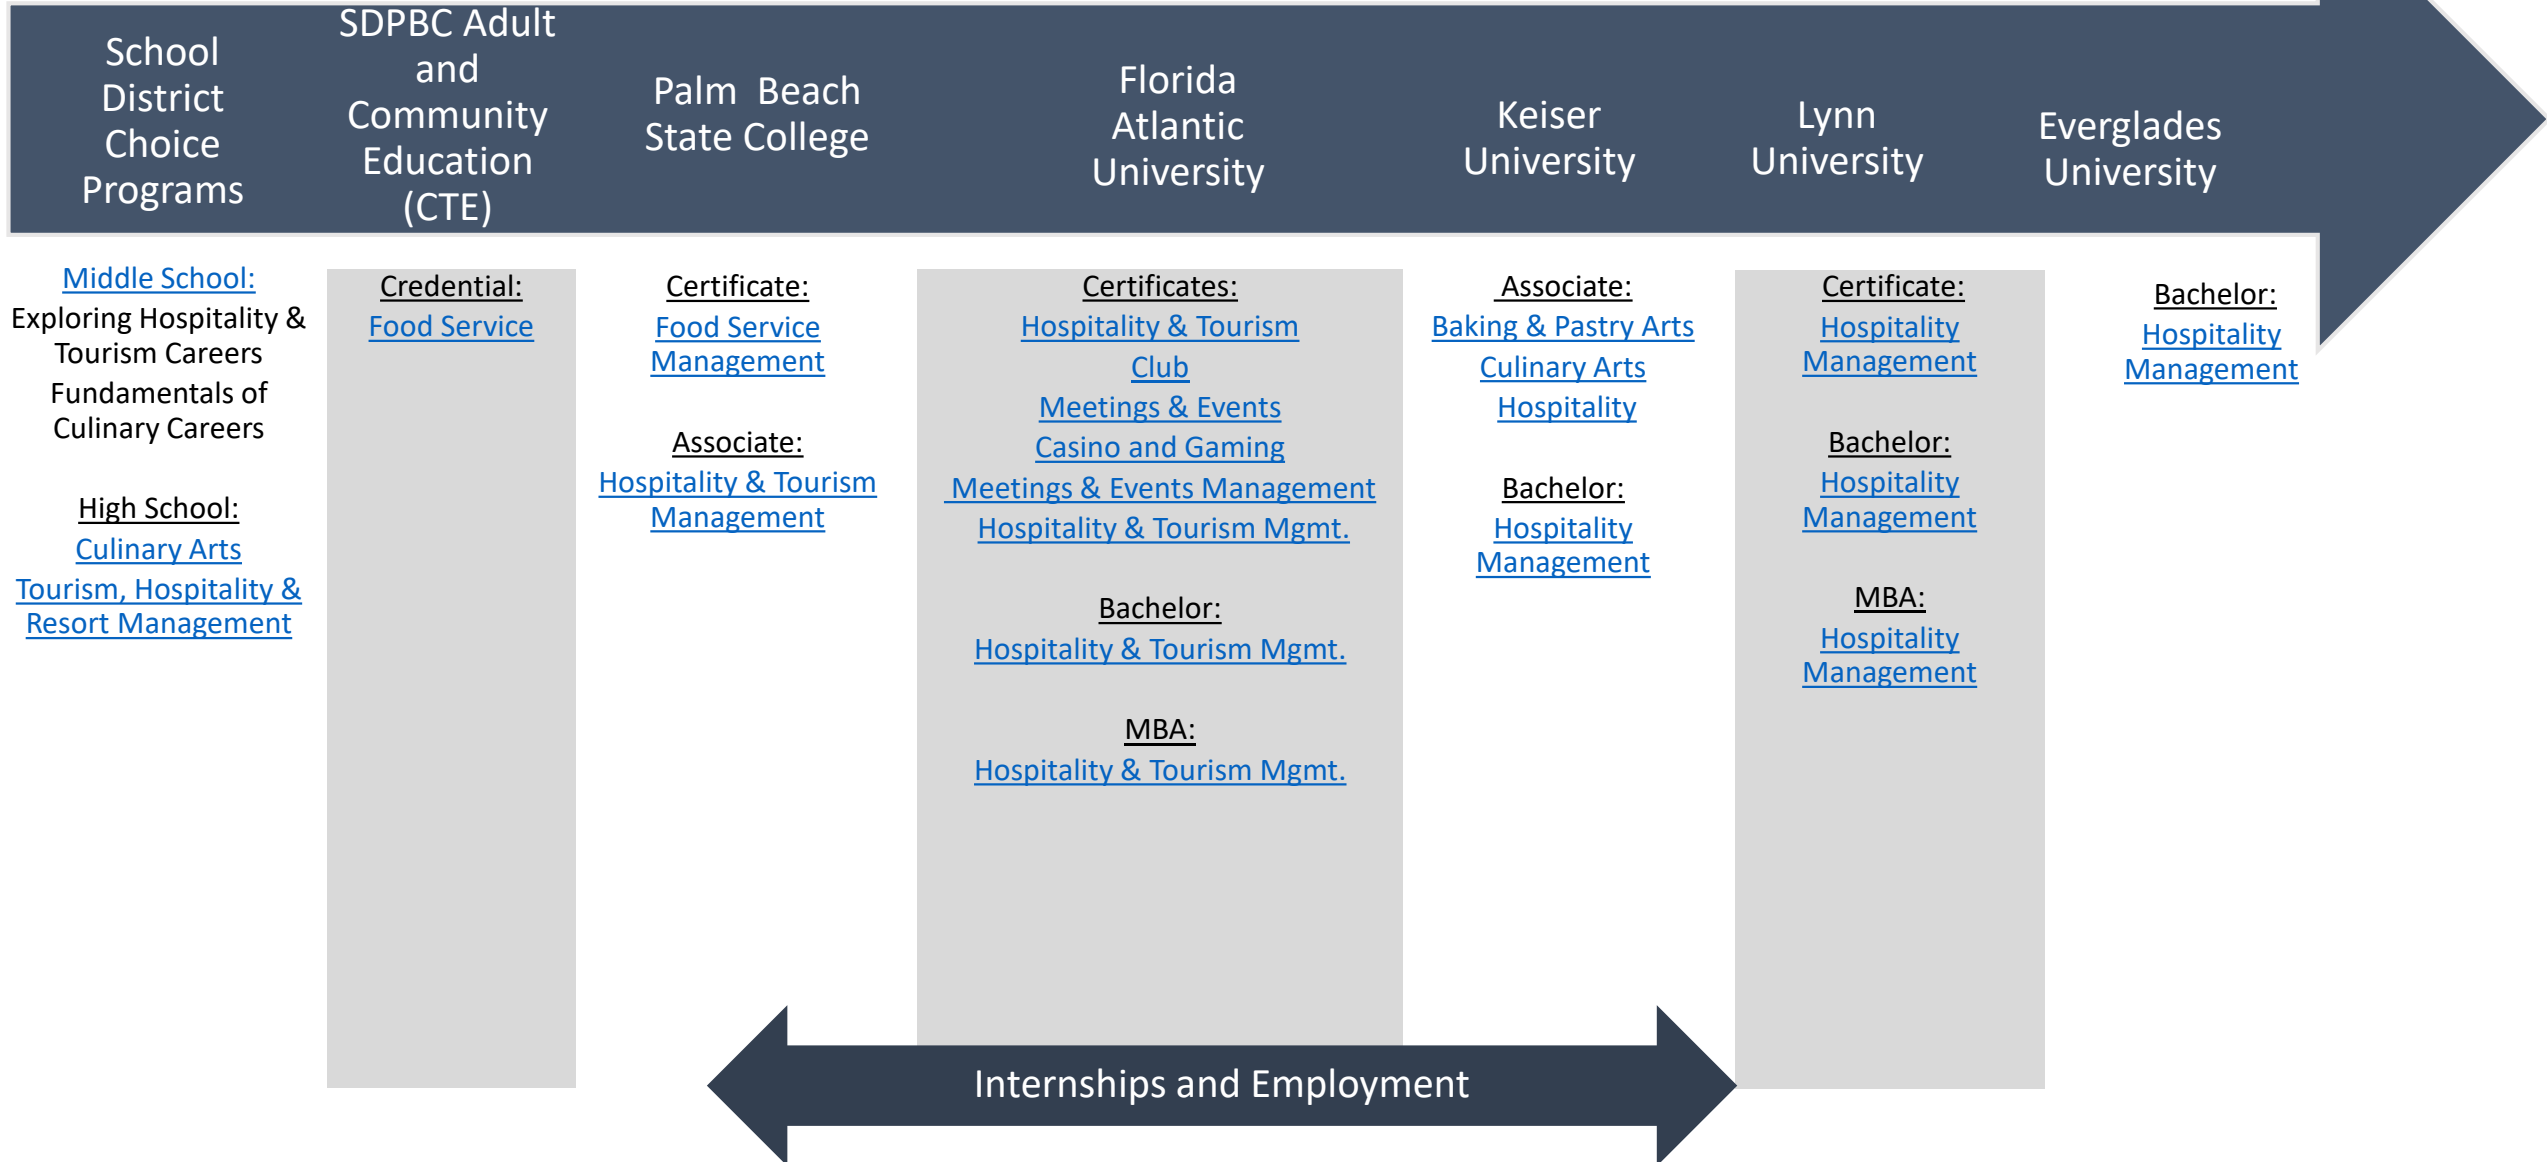 School
District
Choice
Programs
SDPBC Adult
and
Community
Education
(CTE)
Palm  Beach
State College
Florida
Atlantic
University
Keiser
University
Lynn
University
Everglades
University
Middle School:
Exploring Hospitality &
Tourism Careers
Fundamentals of
Culinary Careers
High School:
Culinary Arts
Tourism, Hospitality &
Resort Management
Credential:
Food Service
Certificate:
Food Service
Management
Associate:
Hospitality & Tourism
Management
Certificates:
Hospitality & Tourism
Club
Meetings & Events
Casino and Gaming
Meetings & Events Management
Hospitality & Tourism Mgmt.
Bachelor:
Hospitality & Tourism Mgmt.
MBA:
Hospitality & Tourism Mgmt.
Associate:
Baking & Pastry Arts
Culinary Arts
Hospitality
Bachelor:
Hospitality
Management
Certificate:
Hospitality
Management
Bachelor:
Hospitality
Management
MBA:
Hospitality
Management
Bachelor:
Hospitality
Management
Internships and Employment